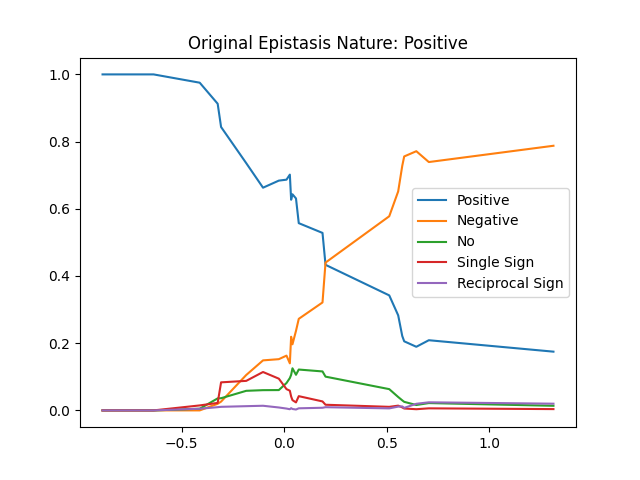 Original Epistasis Nature: Positive
1.0
0.8
0.6
0.4
0.2
0.0
Positive
Negative
No
Single Sign
Reciprocal Sign
−0.5
0.0
0.5
1.0